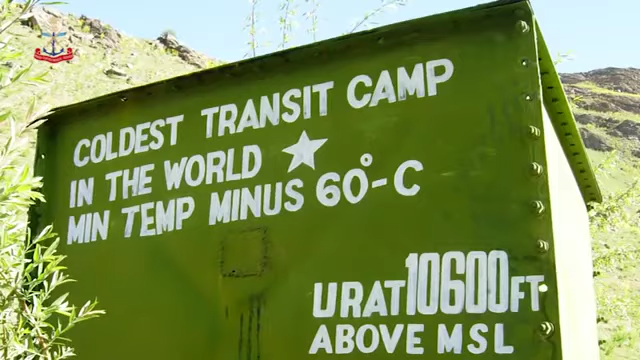 COLDEST TRANSIT CAMP
IN THE WORLD
MIN TEMP MINUS 60°-C
URAT 10600 FT
ABOVE MSL